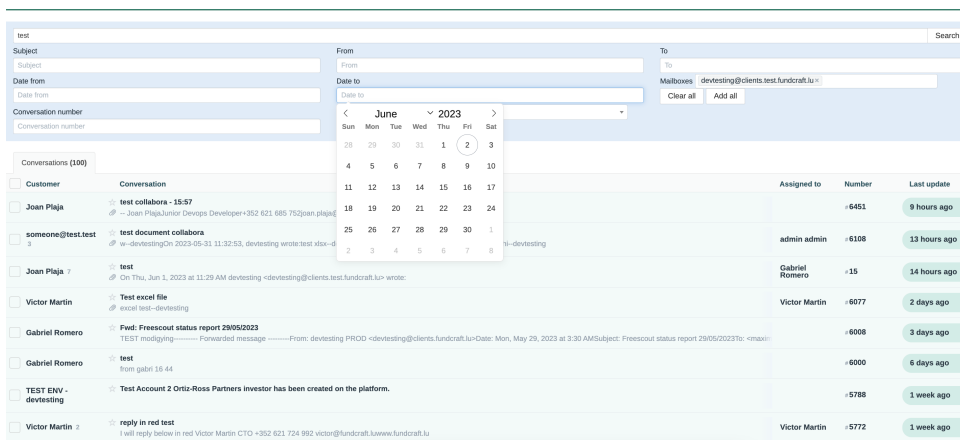 test
Search
Subject
From
To
Subject
From
To
Date from
Date to
Mailboxes devtesting@clients.test.fundcraft.lu×
Date from
Date to
Clear all
Add all
Conversation number
Conversation number
June 2023
Sun Mon Tue Wed Thu Fri Sat
28 29 30 31 1 2 3
4 5 6 7 8 9 10
11 12 13 14 15 16 17
18 19 20 21 22 23 24
25 26 27 28 29 30 1
2 3 4 5 6 7 8
Conversations (100)
Customer Conversation Assigned to Number Last update
Joan Plaja test collabora - 15:57 #6451 9 hours ago
-- Joan PlajaJunior Devops Developer+352 621 685 752joan.plaja@
someone@test.test test document collabora admin admin #6108 13 hours ago
3 w--devtestingOn 2023-05-31 11:32:53, devtesting wrote:test xlsx--d ni--devtesting
Joan Plaja 7 test Gabriel Romero #15 14 hours ago
On Thu, Jun 1, 2023 at 11:29 AM devtesting <devtesting@clients.test.fundcraft.lu> wrote:
Victor Martin Test excel file Victor Martin #6077 2 days ago
excel test--devtesting
Gabriel Romero Fwd: Freescout status report 29/05/2023 #6008 3 days ago
TEST modigying---------- Forwarded message ---------From: devtesting PROD <devtesting@clients.fundcraft.lu>Date: Mon, May 29, 2023 at 3:30 AMSubject: Freescout status report 29/05/2023To: <maxin
Gabriel Romero test #6000 6 days ago
from gabri 16 44
TEST ENV - devtesting Test Account 2 Ortiz-Ross Partners investor has been created on the platform. #5788 1 week ago
Victor Martin 2 reply in red test Victor Martin #5772 1 week ago
I will reply below in red Victor Martin CTO +352 621 724 992 victor@fundcraft.luwww.fundcraft.lu